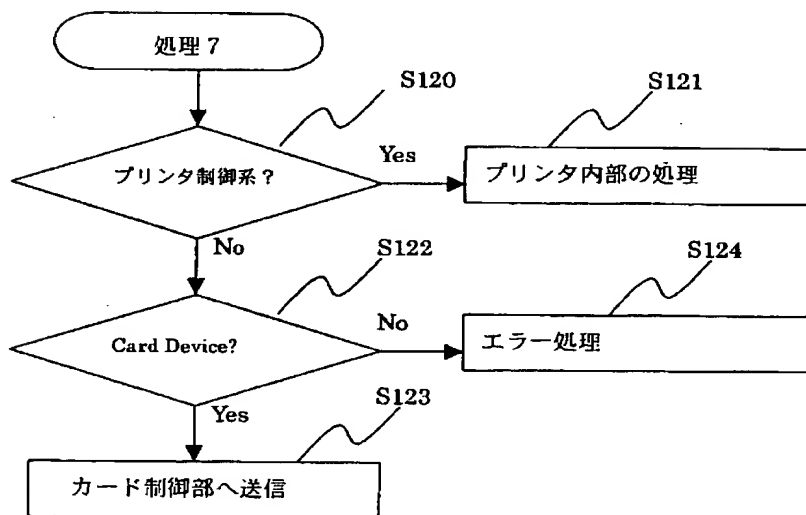 処理7
S120
S121
プリンタ制御系?
Yes
プリンタ内部の処理
No
S122
S124
Card Device?
No
エラー処理
Yes
S123
カード制御部へ送信